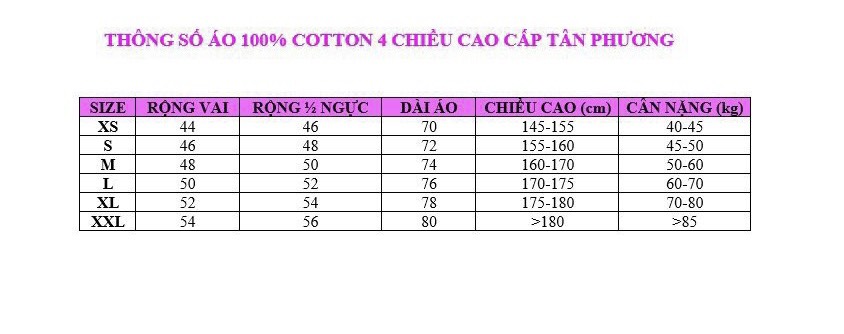 THÔNG SỐ ÁO 100% COTTON 4 CHIỀU CAO CẤP TÂN PHƯƠNG
SIZE RỘNG VAI RỘNG ½ NGỰC DÀI ÁO CHIỀU CAO (cm) CÂN NẶNG (kg)
XS 44 46 70 145-155 40-45
S 46 48 72 155-160 45-50
M 48 50 74 160-170 50-60
L 50 52 76 170-175 60-70
XL 52 54 78 175-180 70-80
XXL 54 56 80 >180 >85